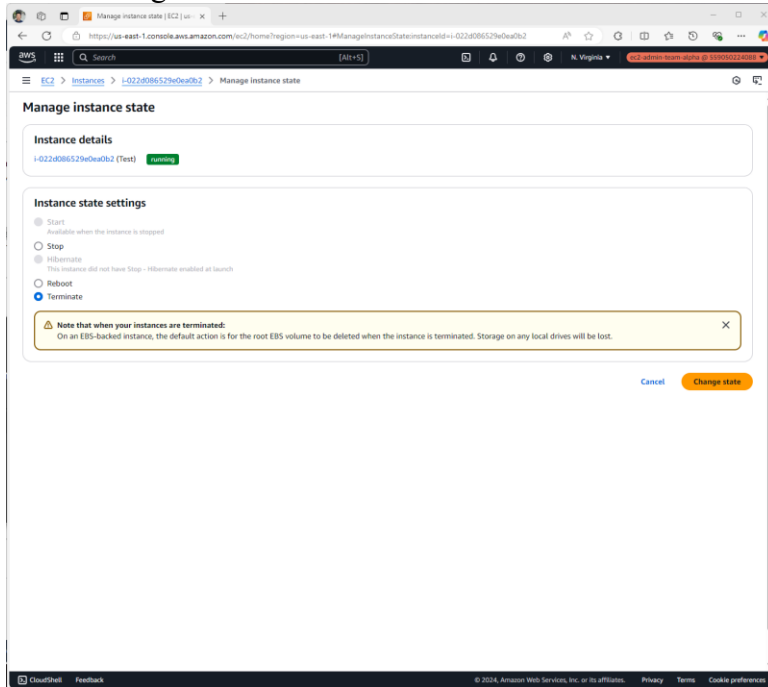 Manage instance state | EC2 | us-
https://us-east-1.console.aws.amazon.com/ec2/home?region=us-east-1#ManageInstanceState:instanceId=i-022d086529e0ea0b2
aws
Search
[Alt+S]
N. Virginia
ec2-admin-team-alpha @ 559050224088
EC2 > Instances > i-022d086529e0ea0b2 > Manage instance state
Manage instance state
Instance details
i-022d086529e0ea0b2 (Test) running
Instance state settings
Start
Available when the instance is stopped
Stop
Hibernate
This instance did not have Stop - Hibernate enabled at launch
Reboot
Terminate
Note that when your instances are terminated:
On an EBS-backed instance, the default action is for the root EBS volume to be deleted when the instance is terminated. Storage on any local drives will be lost.
Cancel Change state
CloudShell Feedback © 2024, Amazon Web Services, Inc. or its affiliates. Privacy Terms Cookie preferences